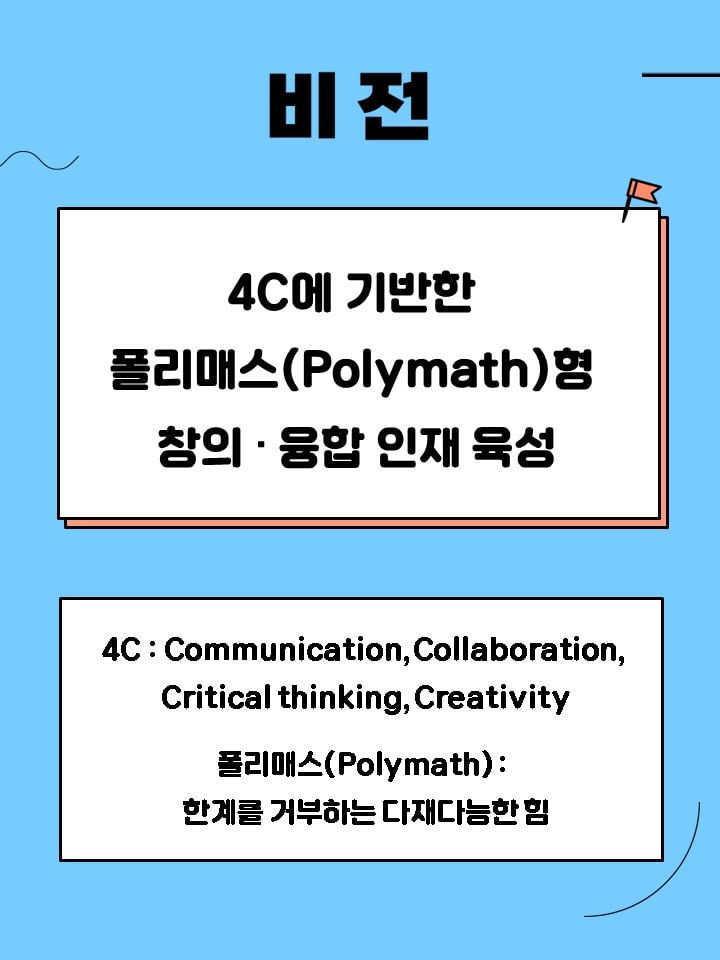 비 전
4C에 기반한
폴리매스(Polymath)형
창의 · 융합 인재 육성
4C : Communication, Collaboration,
Critical thinking, Creativity
폴리매스(Polymath) :
한계를 거부하는 다재다능한 힘